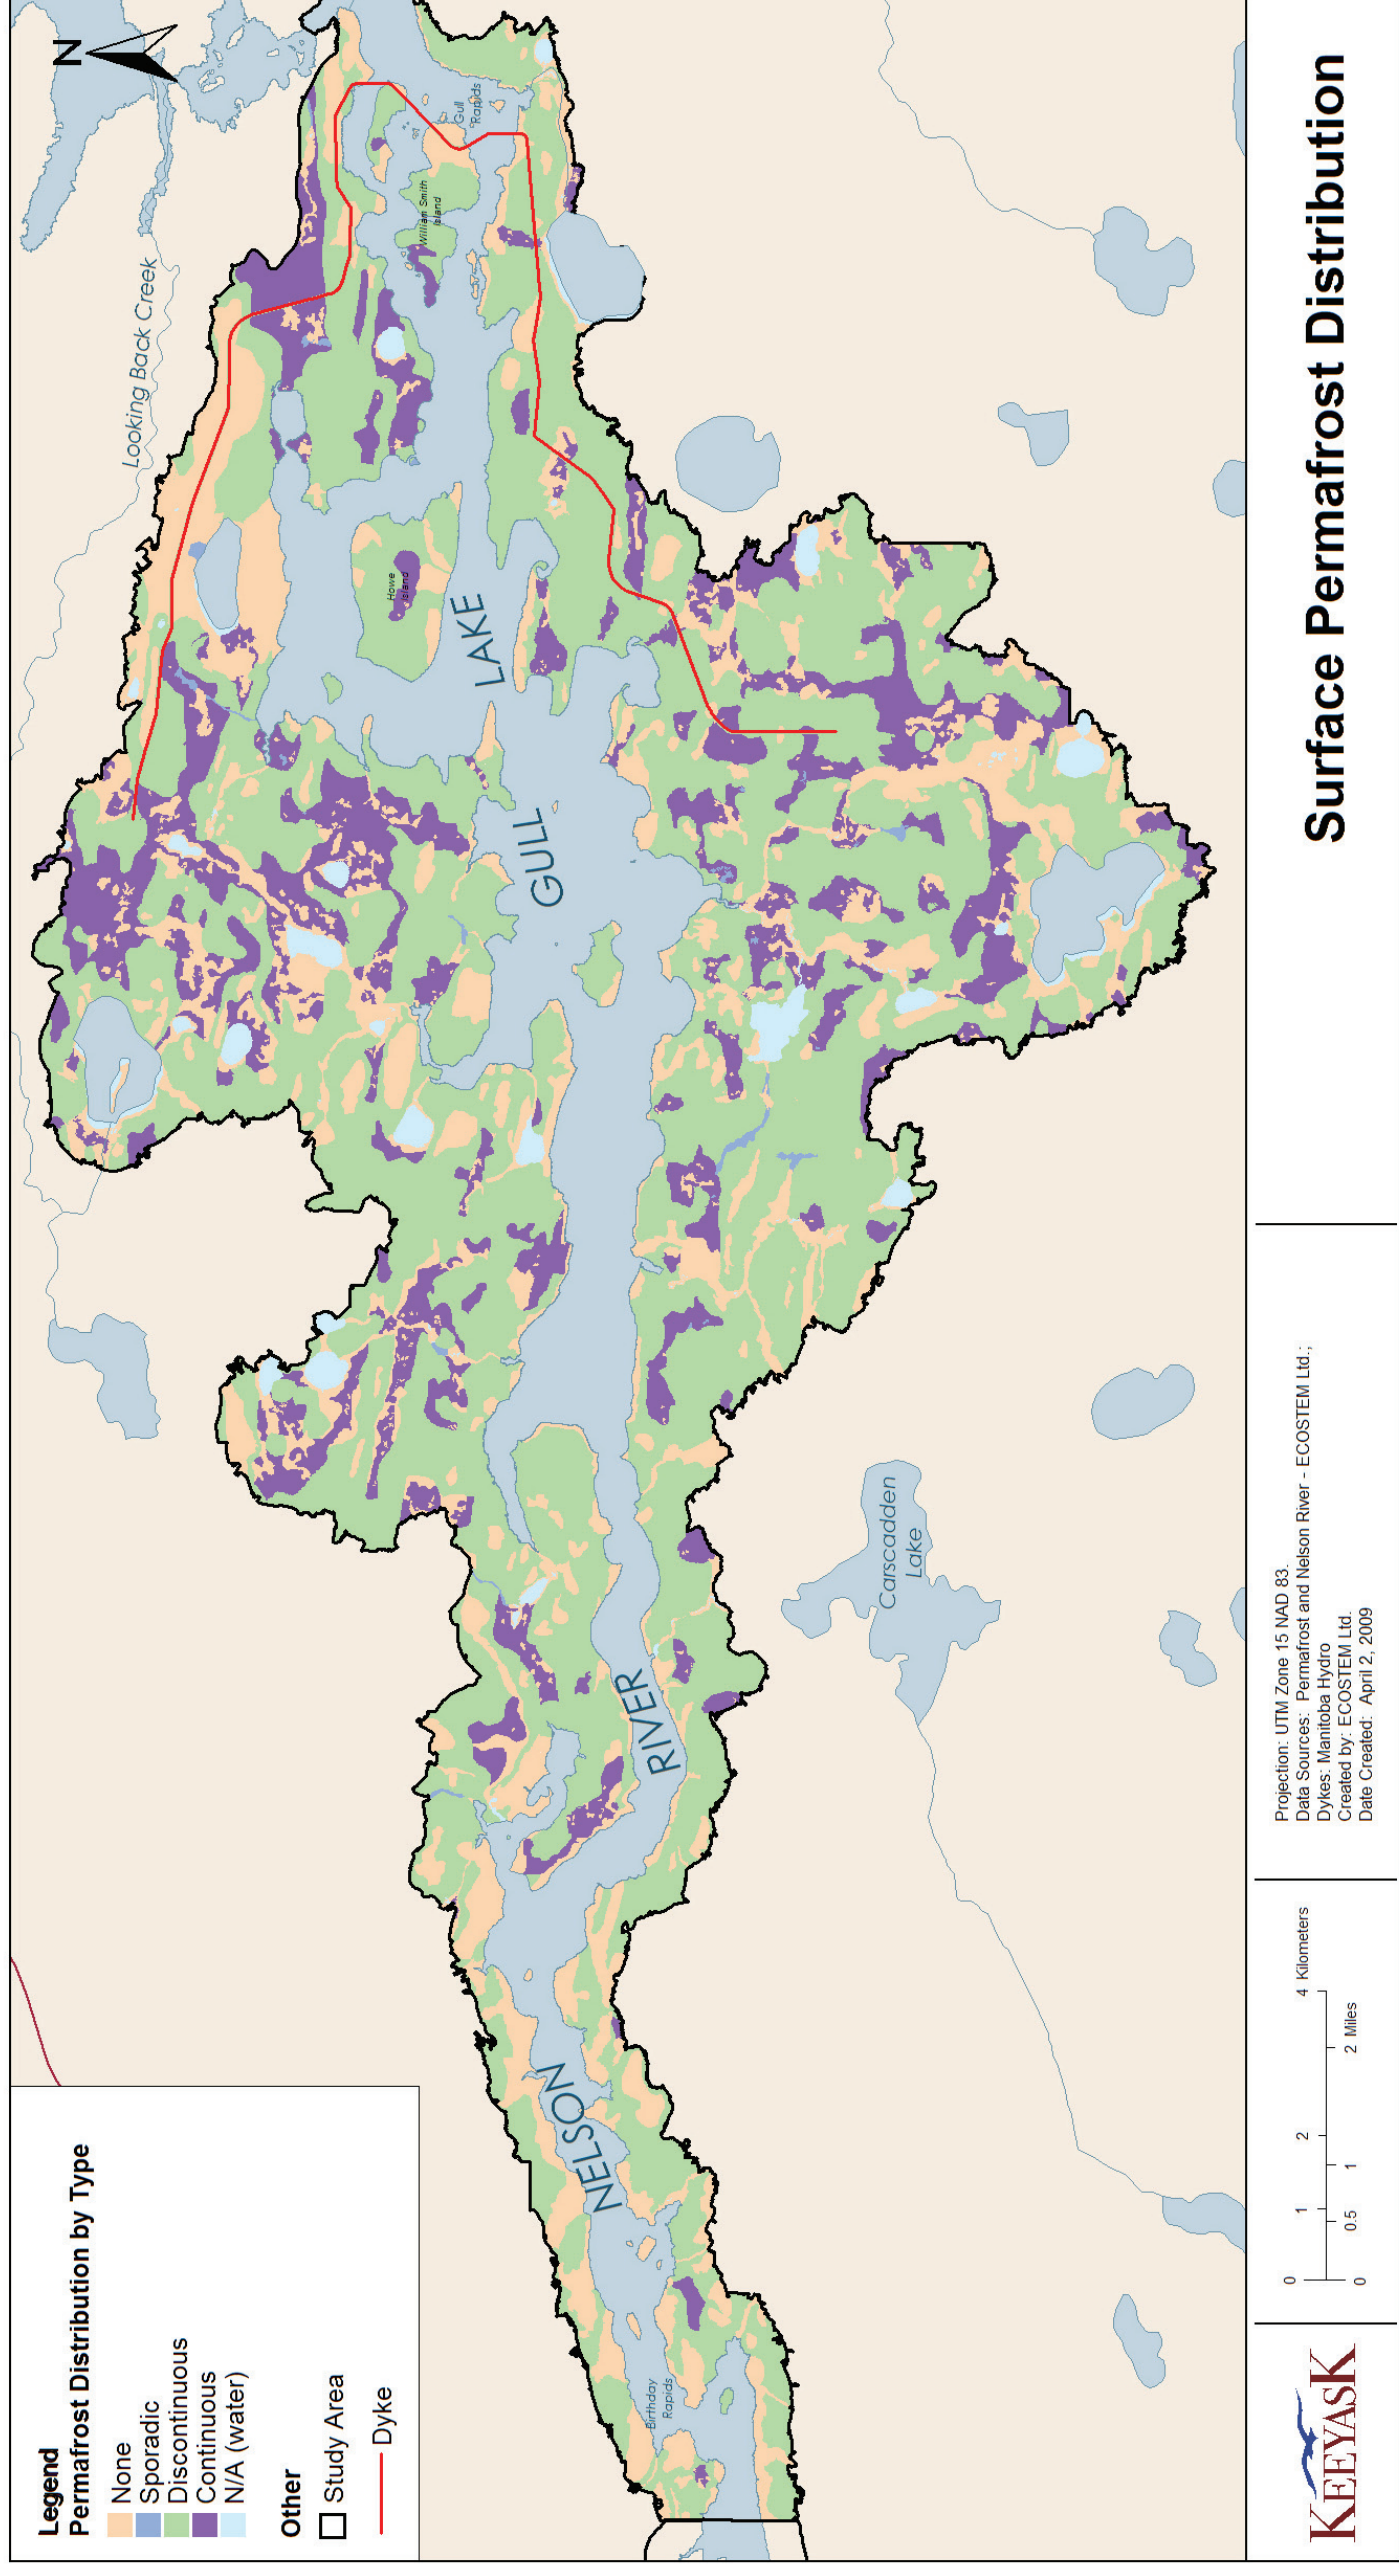 Legend
Permafrost Distribution by Type
None
Sporadic
Discontinuous
Continuous
N/A (water)
Other
Study Area
Dyke
N
Looking Back Creek
Gull
Rapids
William Smith
Island
Howe
Island
GULL
LAKE
NELSON
RIVER
Birthday
Rapids
Carscadden
Lake
KEEYASK
0 1 2 4 Kilometers
0 0.5 1 2 Miles
Projection: UTM Zone 15 NAD 83.
Data Sources: Permafrost and Nelson River - ECOSTEM Ltd.;
Dykes: Manitoba Hydro
Created by: ECOSTEM Ltd.
Date Created: April 2, 2009
Surface Permafrost Distribution